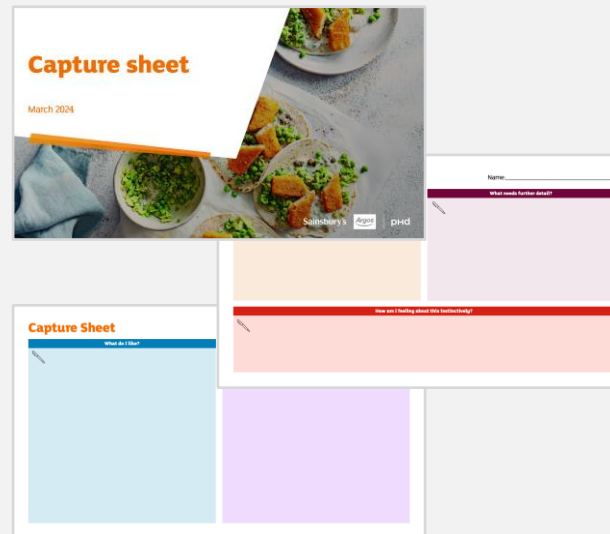 Capture sheet
March 2024
Sainsbury's Argos phd
Name:
What needs further detail?
How am I feeling about this instinctively?
Capture Sheet
What do I like?